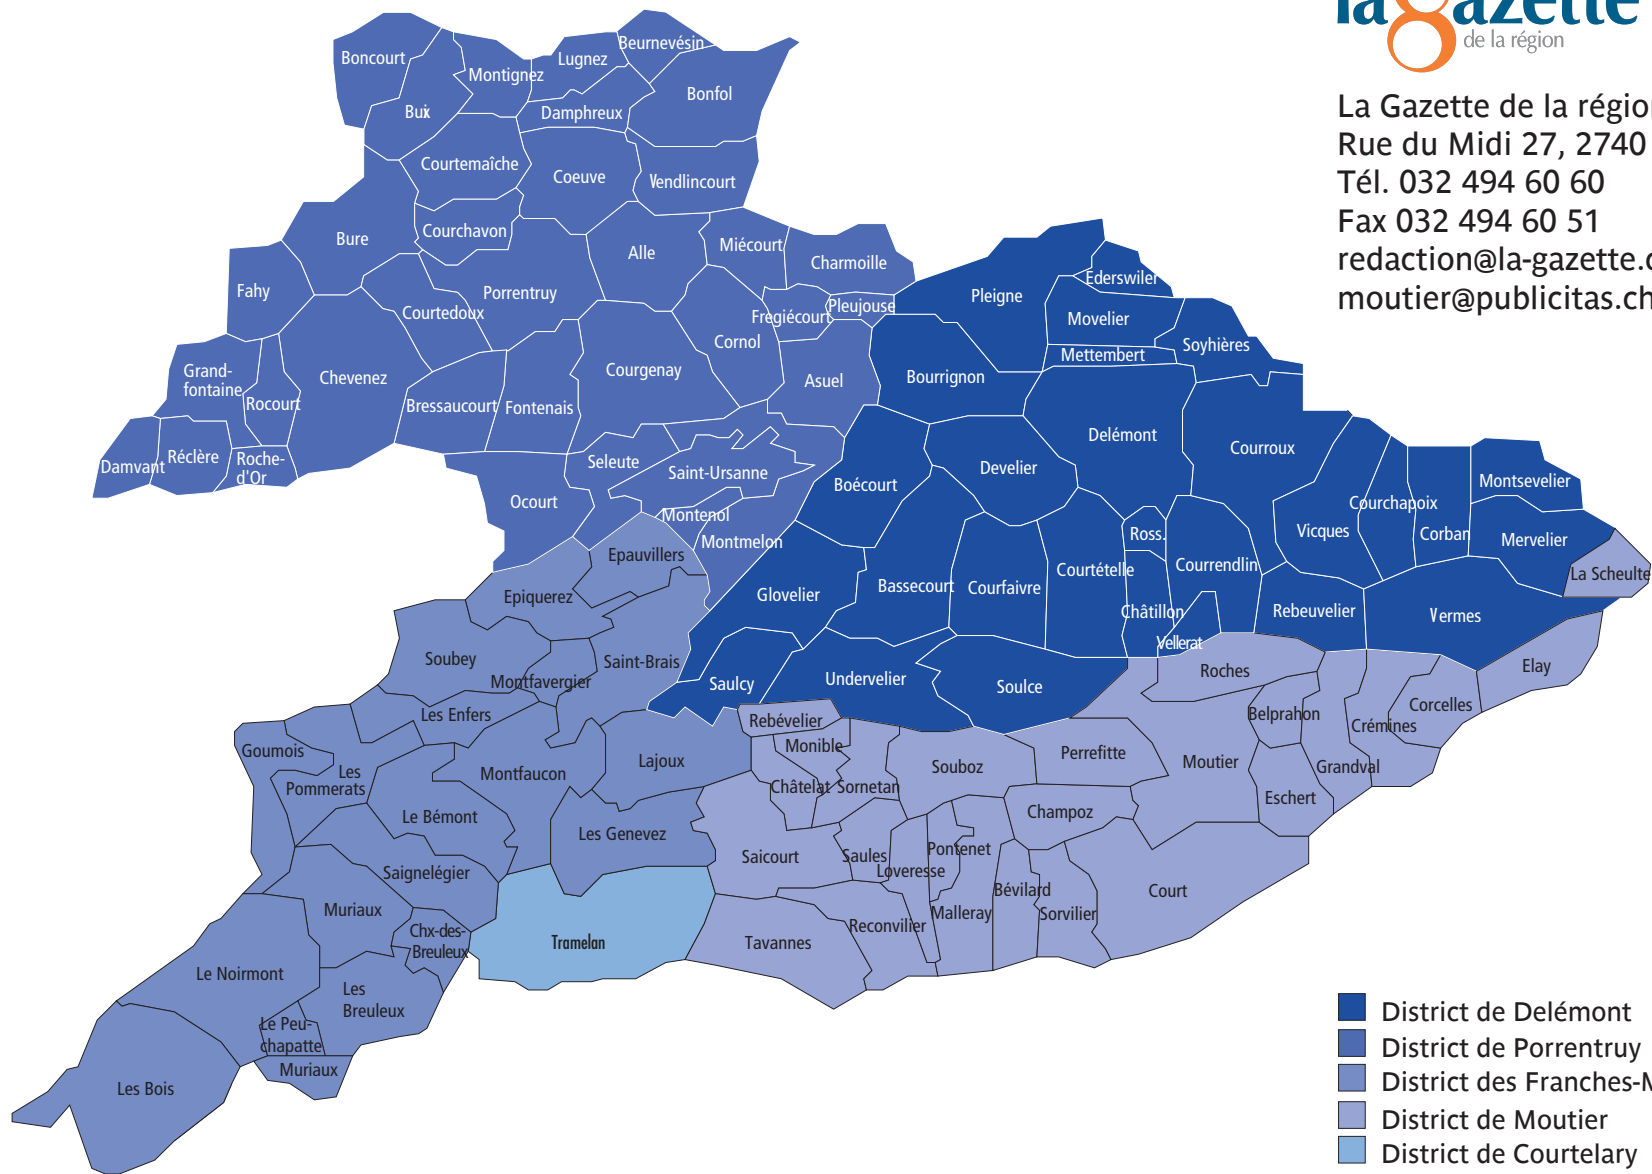 la gazette
de la région
La Gazette de la région
Rue du Midi 27, 2740
Tél. 032 494 60 60
Fax 032 494 60 51
redaction@la-gazette.c
moutier@publicitas.ch
Boncourt
Bux
Montignez
Lugnez
Beurnevésin
Bonfol
Damphreux
Courtemaîche
Coeuve
Vendlincourt
Bure
Courchavon
Alle
Miécourt
Charmoille
Fahy
Courtedoux
Porrentruy
Fregiécourt
Pleujouse
Cornol
Grand-
fontaine
Rocourt
Chevenez
Bressaucourt
Fontenais
Courgenay
Asuel
Damvant
Réclère
Roche-
d'Or
Ocourt
Seleute
Saint-Ursanne
Montenol
Montmelon
Pleigne
Ederswiler
Movelier
Mettembert
Soyhières
Bourrignon
Delémont
Courroux
Develier
Boécourt
Vicques
Courchapoix
Corban
Montsevelier
Mervelier
La Scheulte
Ross.
Courrendlin
Courtételle
Courfaivre
Bassecourt
Glovelier
Châtillon
Vellerat
Rebeuvelier
Vermes
Saulcy
Undervelier
Soulce
Epauvillers
Epiquerez
Soubey
Saint-Brais
Montfavergier
Les Enfers
Goumois
Les
Pommerats
Montfaucon
Lajoux
Le Bémont
Les Genevez
Saignelégier
Muriaux
Chx-des-
Breuleux
Le Noirmont
Les
Breuleux
Le Peu-
chapatte
Muriaux
Les Bois
Tramelan
Rebévelier
Monible
Châtelat
Sornetan
Souboz
Perrefitte
Moutier
Roches
Belprahon
Crémines
Corcelles
Elay
Grandval
Eschert
Champoz
Saicourt
Saules
Loveresse
Pontenet
Bévilard
Malleray
Sorvilier
Court
Reconvilier
Tavannes
District de Delémont
District de Porrentruy
District des Franches-M
District de Moutier
District de Courtelary